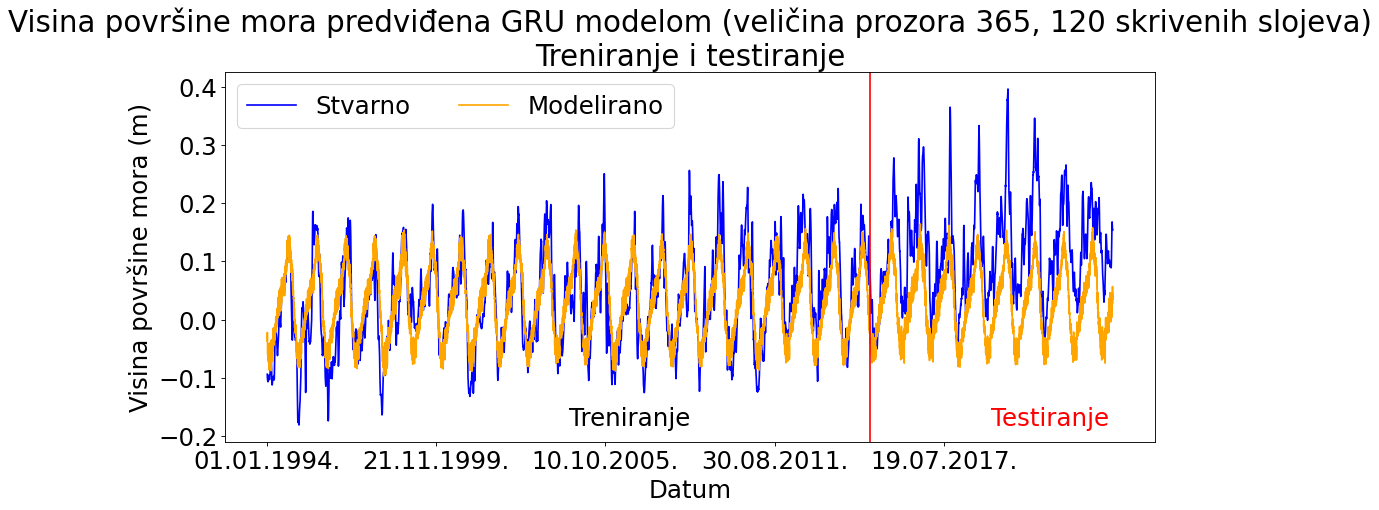 Visina površine mora predviđena GRU modelom (veličina prozora 365, 120 skrivenih slojeva)
Treniranje i testiranje
Stvarno
Modelirano
Visina površine mora (m)
0.4
0.3
0.2
0.1
0.0
−0.1
−0.2
Treniranje
Testiranje
01.01.1994.
21.11.1999.
10.10.2005.
30.08.2011.
19.07.2017.
Datum